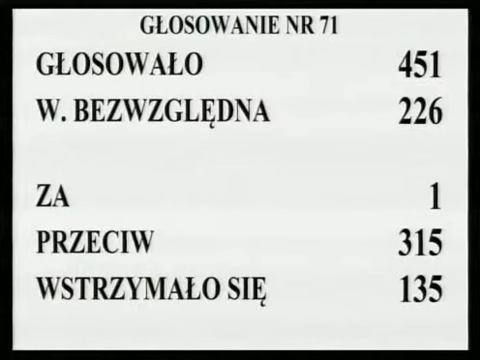 GŁOSOWANIE NR 71
GŁOSOWAŁO 451
W. BEZWZGLĘDNA 226
ZA 1
PRZECIW 315
WSTRZYMAŁO SIĘ 135